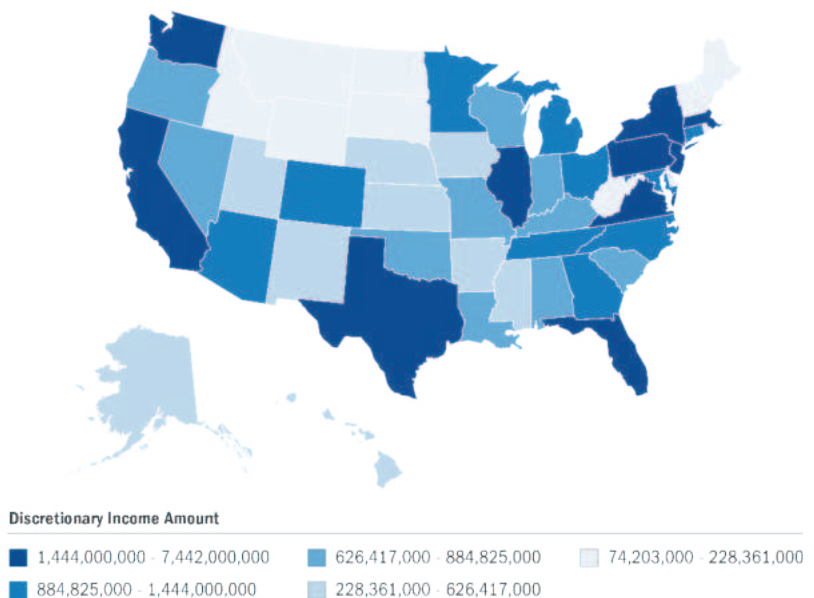 Discretionary Income Amount
1,444,000,000 - 7,442,000,000
626,417,000 - 884,825,000
74,203,000 - 228,361,000
884,825,000 - 1,444,000,000
228,361,000 - 626,417,000